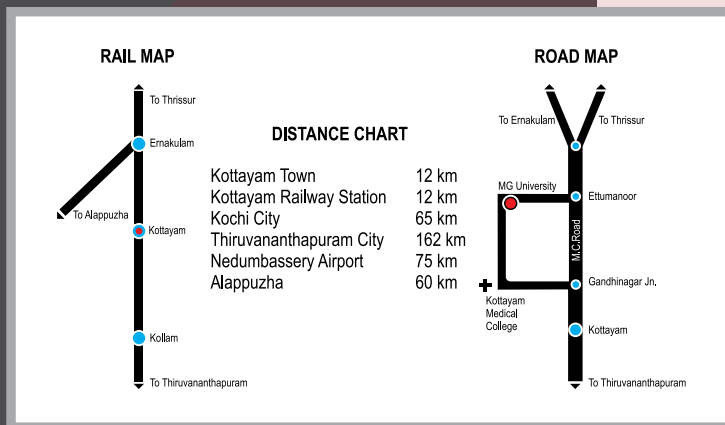 RAIL MAP
To Thrissur
Ernakulam
To Alappuzha
Kottayam
Kollam
To Thiruvananthapuram
DISTANCE CHART
Kottayam Town 12 km
Kottayam Railway Station 12 km
Kochi City 65 km
Thiruvananthapuram City 162 km
Nedumbassery Airport 75 km
Alappuzha 60 km
ROAD MAP
To Ernakulam
To Thrissur
MG University
Ettumanoor
M.C.Road
Gandhinagar Jn.
Kottayam
Medical
College
Kottayam
To Thiruvananthapuram